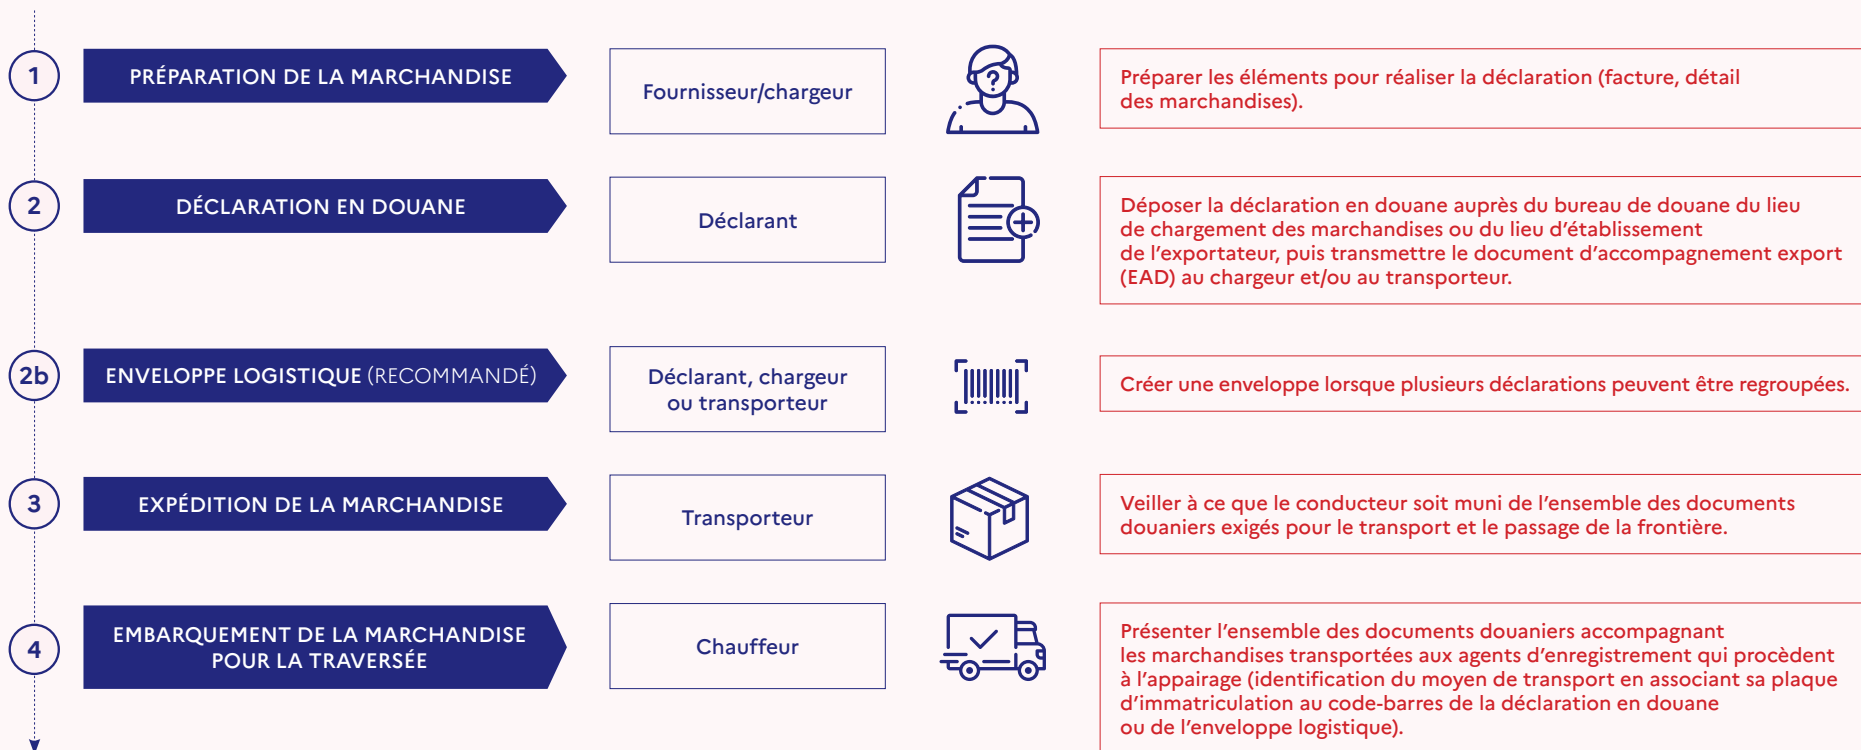 1
PRÉPARATION DE LA MARCHANDISE
Fournisseur/chargeur
?
Préparer les éléments pour réaliser la déclaration (facture, détail
des marchandises).
2
DÉCLARATION EN DOUANE
Déclarant
Déposer la déclaration en douane auprès du bureau de douane du lieu
de chargement des marchandises ou du lieu d’établissement
de l’exportateur, puis transmettre le document d’accompagnement export
(EAD) au chargeur et/ou au transporteur.
2b
ENVELOPPE LOGISTIQUE (RECOMMANDÉ)
Déclarant, chargeur
ou transporteur
Créer une enveloppe lorsque plusieurs déclarations peuvent être regroupées.
3
EXPÉDITION DE LA MARCHANDISE
Transporteur
Veiller à ce que le conducteur soit muni de l’ensemble des documents
douaniers exigés pour le transport et le passage de la frontière.
4
EMBARQUEMENT DE LA MARCHANDISE
POUR LA TRAVERSÉE
Chauffeur
Présenter l’ensemble des documents douaniers accompagnant
les marchandises transportées aux agents d’enregistrement qui procèdent
à l’appairage (identification du moyen de transport en associant sa plaque
d’immatriculation au code-barres de la déclaration en douane
ou de l’enveloppe logistique).